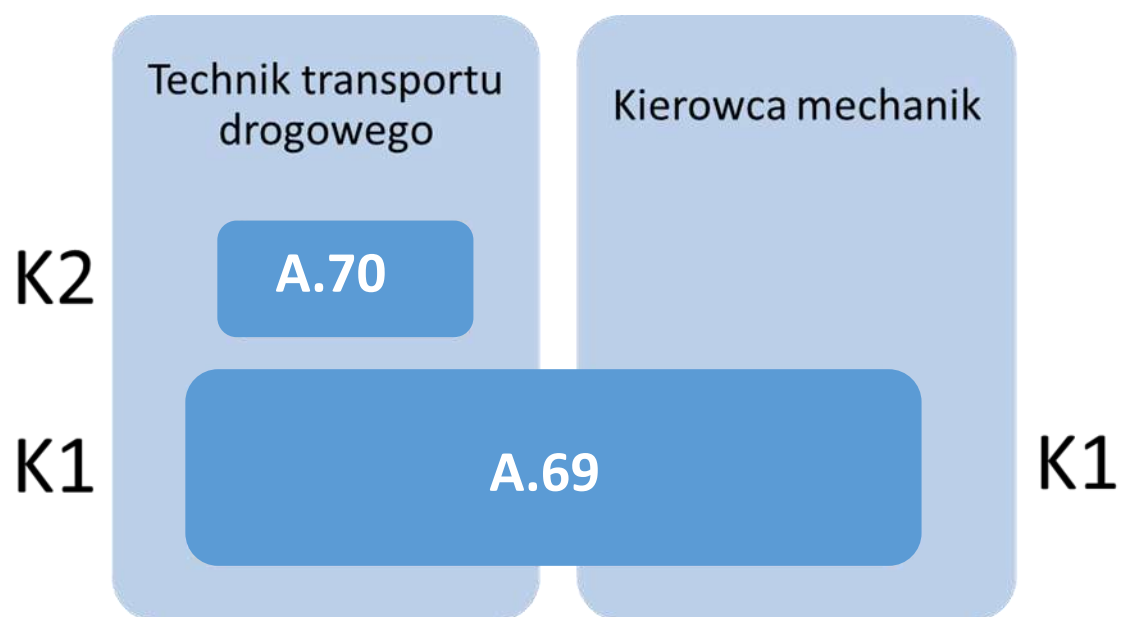 Technik transportu
drogowego
Kierowca mechanik
K2
A.70
K1
A.69
K1